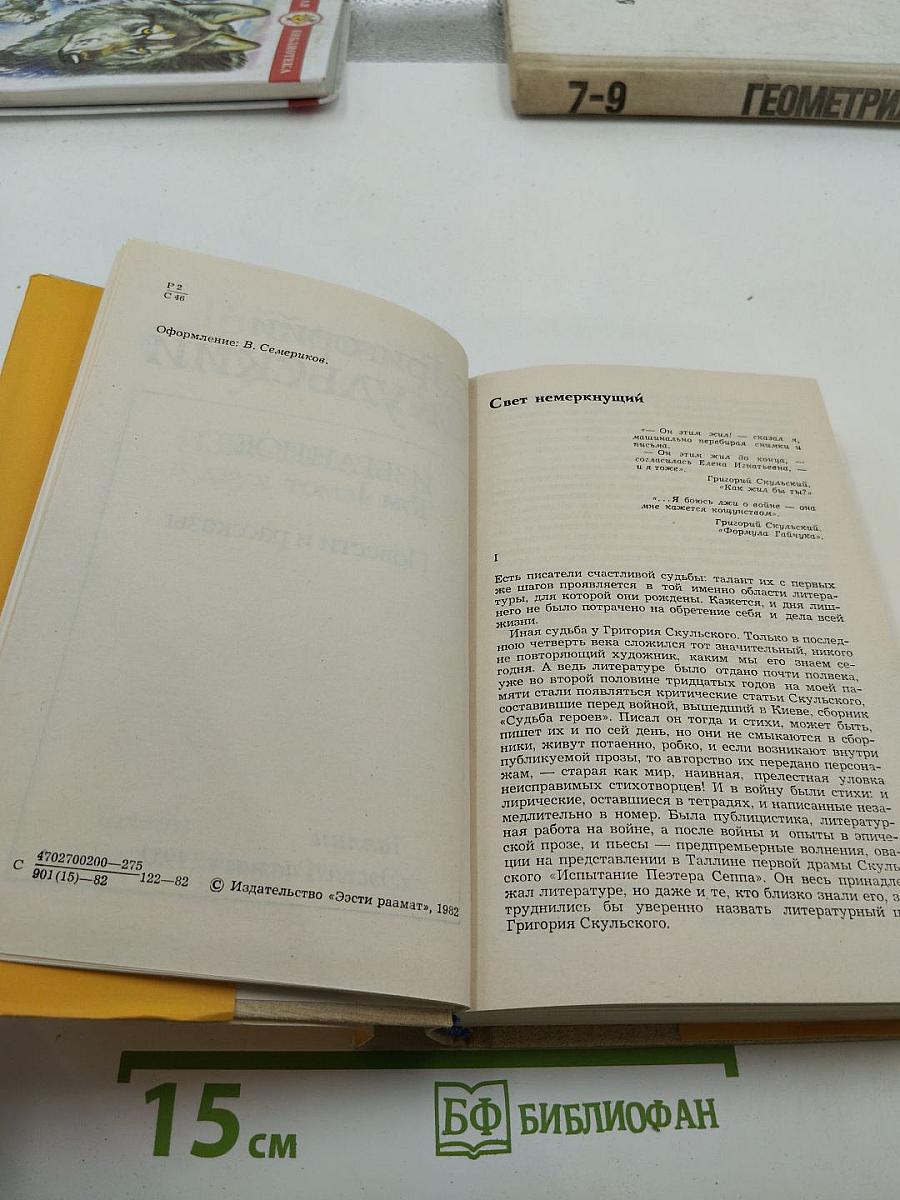 БИБЛИОТЕКА
7-9
ГЕОМЕТРИЯ
Р 2
С 46
Оформление: В. Семериков.
С 4702700200—275
901(15)—82 122—82 © Издательство «Ээсти раамат», 1982
Свет немеркнущий
«— Он этим жил! — сказал я,
машинально перебирая снимки и
письма.
— Он этим жил до конца, —
согласилась Елена Игнатьевна, —
и я тоже».
Григорий Скульский.
«Как жил бы ты?»
«...Я боюсь лжи о войне — она
мне кажется кощунством».
Григорий Скульский.
«Формула Гайчука».
I
Есть писатели счастливой судьбы: талант их с первых
же шагов проявляется в той именно области литера-
туры, для которой они рождены. Кажется, и дня лиш-
него не было потрачено на обретение себя и дела всей
жизни.
Иная судьба у Григория Скульского. Только в послед-
нюю четверть века сложился тот значительный, никого
не повторяющий художник, каким мы его знаем се-
годня. А ведь литературе было отдано почти полвека,
уже во второй половине тридцатых годов на моей па-
мяти стали появляться критические статьи Скульского,
составившие перед войной, вышедший в Киеве, сборник
«Судьба героев». Писал он тогда и стихи, может быть,
пишет их и по сей день, но они не смыкаются в сбор-
ники, живут потаенно, робко, и если возникают внутри
публикуемой прозы, то авторство их передано персона-
жам, — старая как мир, наивная, прелестная уловка
неисправимых стихотворцев! И в войну были стихи: и
лирические, оставшиеся в тетрадях, и написанные неза-
медлительно в номер. Была публицистика, литератур-
ная работа на войне, а после войны и опыты в эпиче-
ской прозе, и пьесы — предпремьерные волнения, ова-
ции на представлении в Таллине первой драмы Скуль-
ского «Испытание Пеэтера Сеппа». Он весь принадле
жал литературе, но даже и те, кто близко знали его, з
труднились бы уверенно назвать литературный п
Григория Скульского.
15 см
БФ БИБЛИОФАН